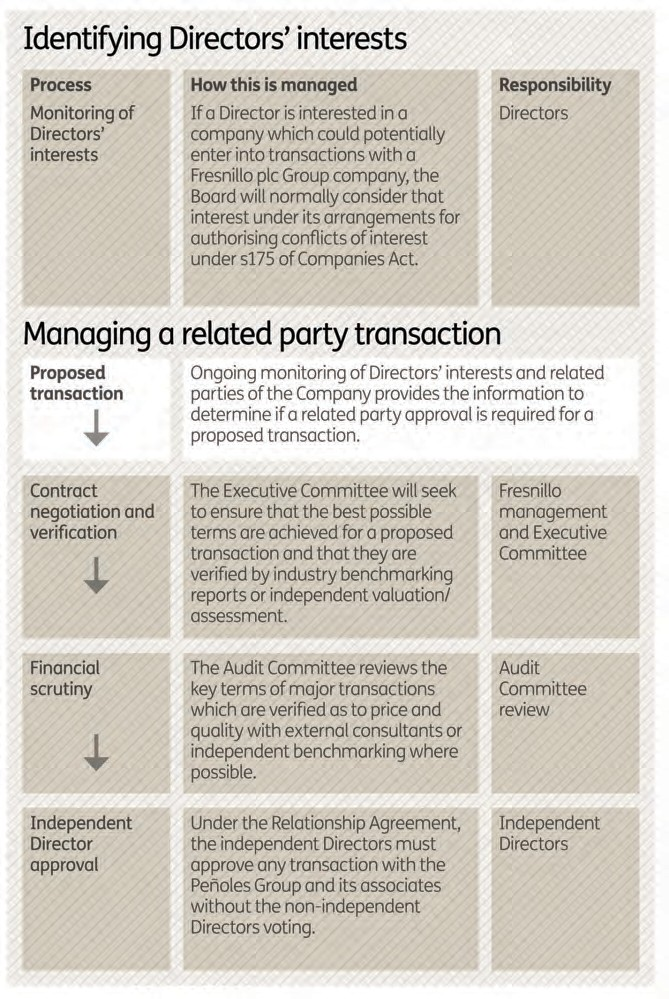 Identifying Directors' interests
Process
Monitoring of
Directors'
interests
How this is managed
If a Director is interested in a
company which could potentially
enter into transactions with a
Fresnillo plc Group company, the
Board will normally consider that
interest under its arrangements for
authorising conflicts of interest
under s175 of Companies Act.
Responsibility
Directors
Managing a related party transaction
Proposed
transaction
Ongoing monitoring of Directors' interests and related
parties of the Company provides the information to
determine if a related party approval is required for a
proposed transaction.
Contract
negotiation and
verification
The Executive Committee will seek
to ensure that the best possible
terms are achieved for a proposed
transaction and that they are
verified by industry benchmarking
reports or independent valuation/
assessment.
Fresnillo
management
and Executive
Committee
Financial
scrutiny
The Audit Committee reviews the
key terms of major transactions
which are verified as to price and
quality with external consultants or
independent benchmarking where
possible.
Audit
Committee
review
Independent
Director
approval
Under the Relationship Agreement,
the independent Directors must
approve any transaction with the
Peñoles Group and its associates
without the non-independent
Directors voting.
Independent
Directors